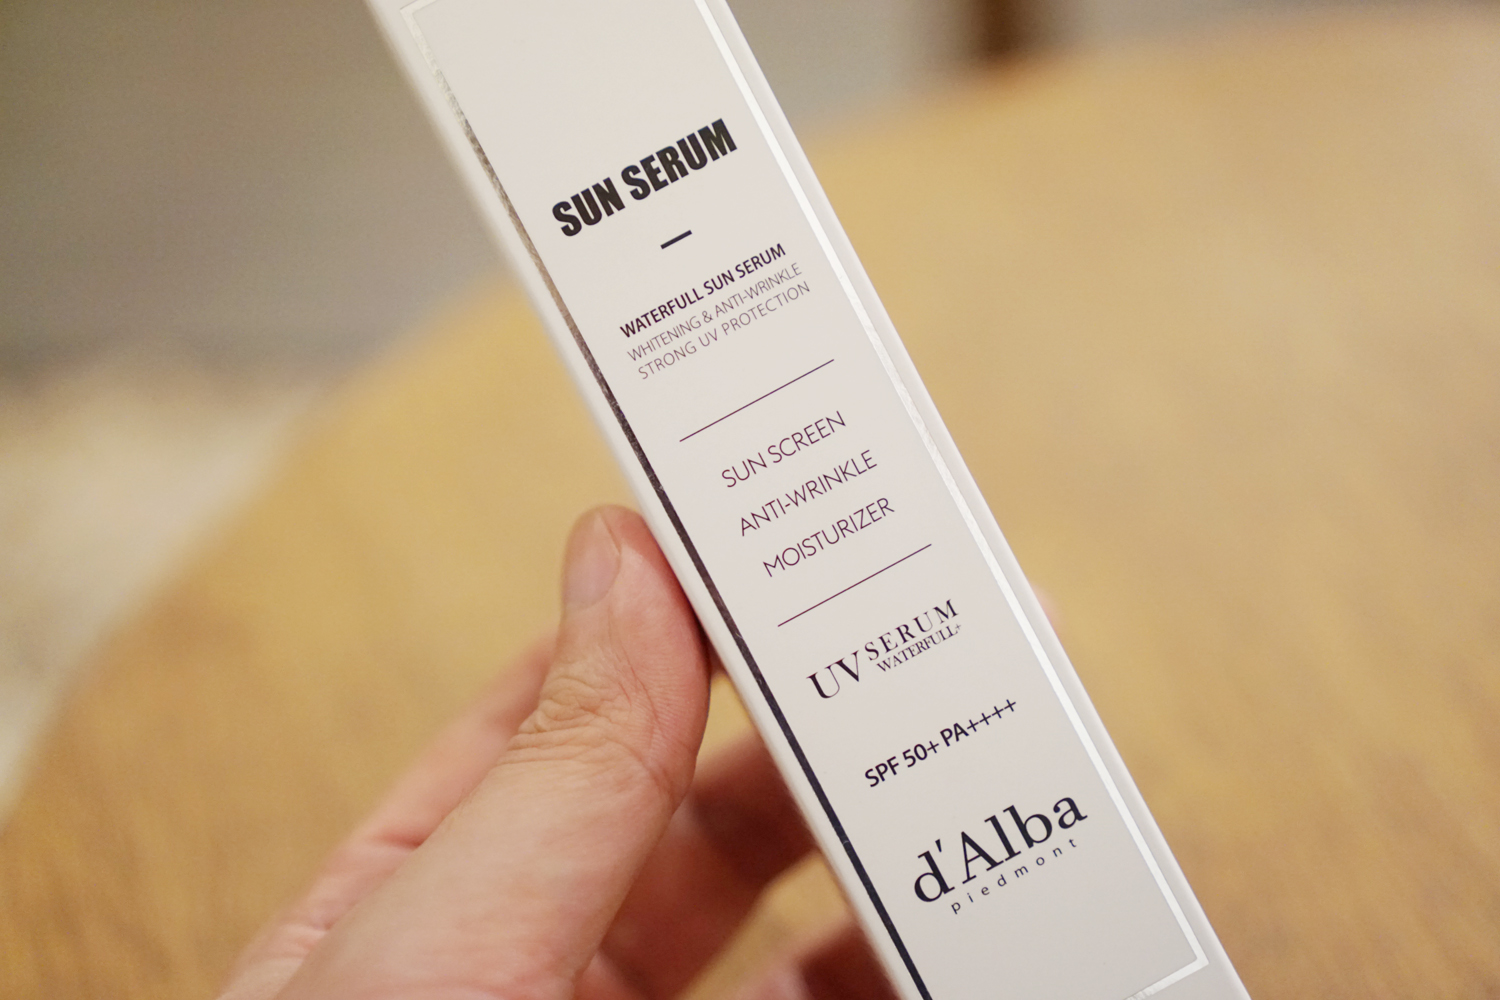 SUN SERUM
WATERFULL SUN SERUM
WHITENING & ANTI-WRINKLE
STRONG UV PROTECTION
SUN SCREEN
ANTI-WRINKLE
MOISTURIZER
UV SERUM
WATERFULL+
SPF 50+ PA++++
d'Alba
piedmont